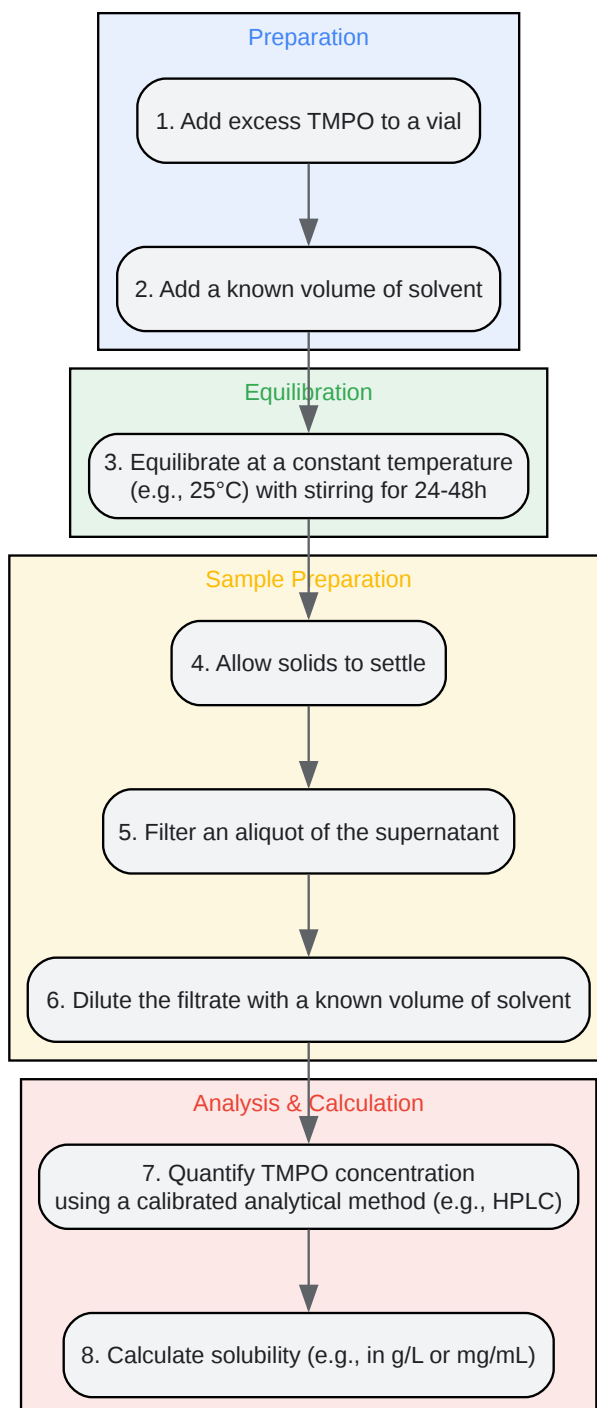 Preparation
1. Add excess TMPO to a vial
2. Add a known volume of solvent
Equilibration
3. Equilibrate at a constant temperature
(e.g., 25°C) with stirring for 24-48h
Sample Preparation
4. Allow solids to settle
5. Filter an aliquot of the supernatant
6. Dilute the filtrate with a known volume of solvent
Analysis & Calculation
7. Quantify TMPO concentration
using a calibrated analytical method (e.g., HPLC)
8. Calculate solubility (e.g., in g/L or mg/mL)